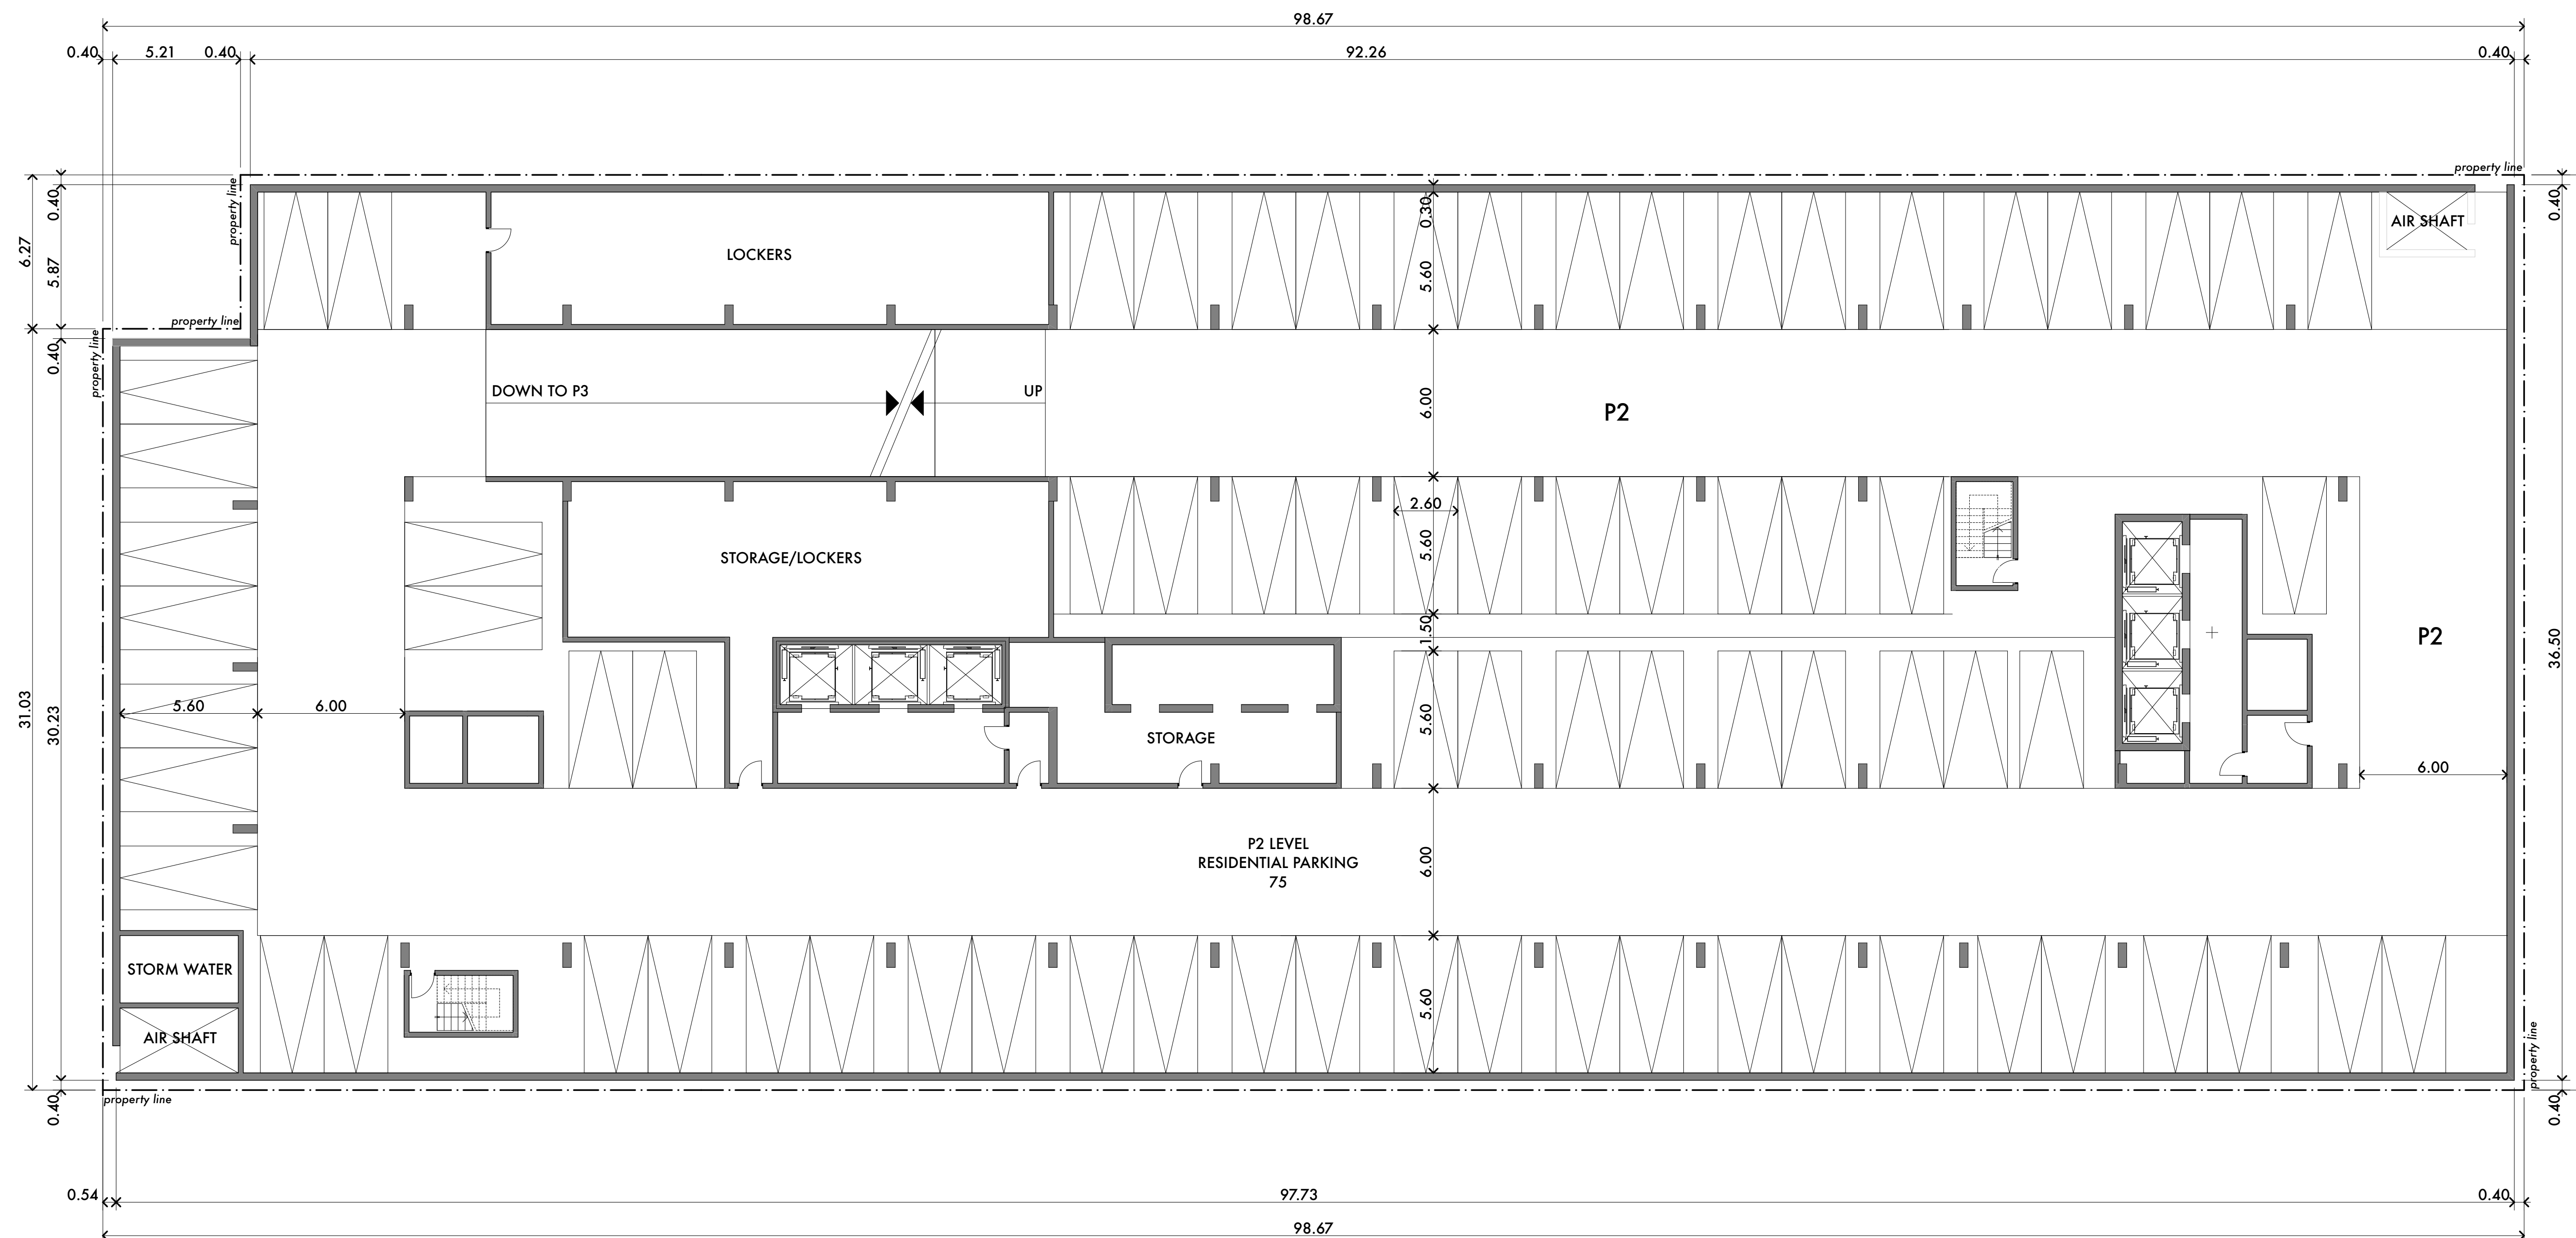 98.67
0.40 5.21 0.40 92.26 0.40
property line
property line
0.40
0.40
0.30
AIR SHAFT
6.27
5.87
LOCKERS
5.60
property line
property line
0.40
DOWN TO P3
UP
6.00
P2
2.60
5.60
STORAGE/LOCKERS
1.50
P2
36.50
31.03
30.23
5.60
6.00
5.60
STORAGE
6.00
P2 LEVEL
RESIDENTIAL PARKING
75
6.00
STORM WATER
5.60
AIR SHAFT
property line
property line
0.40
0.40
0.54 97.73 0.40
98.67